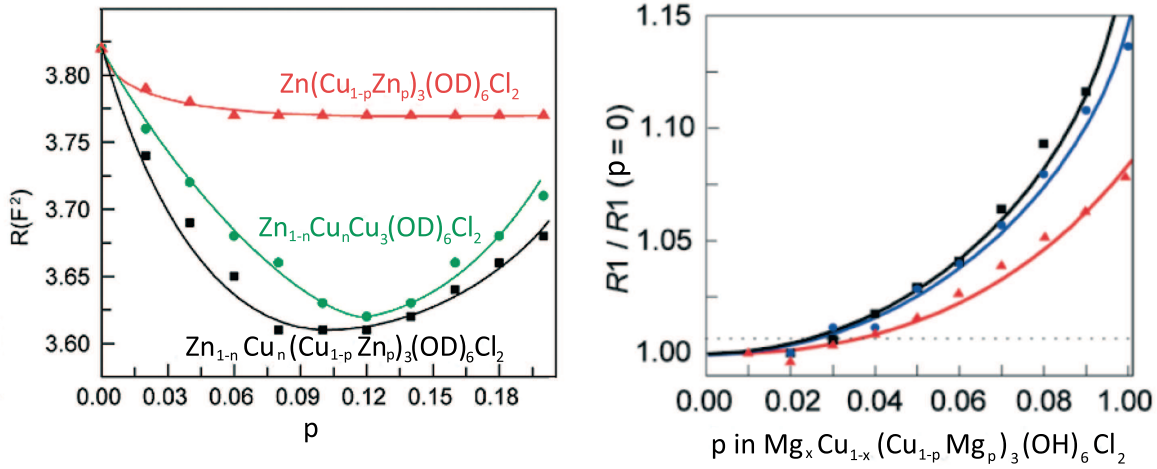 3.80
3.75
3.70
3.65
3.60
R(F²)
Zn(Cu₁₋ₚZnₚ)₃(OD)₆Cl₂
Zn₁₋ₙCuₙCu₃(OD)₆Cl₂
Zn₁₋ₙ Cuₙ (Cu₁₋ₚ Znₚ)₃(OD)₆Cl₂
0.00 0.03 0.06 0.09 0.12 0.15 0.18
p
1.15
1.10
1.05
1.00
R1 / R1 (p = 0)
0.00 0.02 0.04 0.06 0.08 1.00
p in Mgₓ Cu₁₋ₓ (Cu₁₋ₚ Mgₚ)₃ (OH)₆ Cl₂